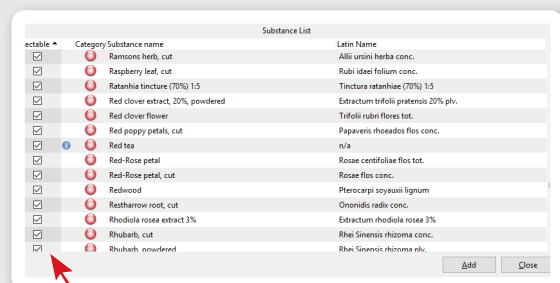 Substance List
ectable Category Substance name Latin Name
Ramsons herb, cut Allii ursini herba conc.
Raspberry leaf, cut Rubi idaei folium conc.
Ratanhia tincture (70%) 1:5 Tinctura ratanhiae (70%) 1:5
Red clover extract, 20%, powdered Extractum trifolii pratensis 20% plv.
Red clover flower Trifolii rubri flores tot.
Red poppy petals, cut Papaveris rhoeados flos conc.
Red tea n/a
Red-Rose petal Rosae centifoliae flos tot.
Red-Rose petal, cut Rosae flos conc.
Redwood Pterocarpi soyauxii lignum
Restharrow root, cut Ononidis radix conc.
Rhodiola rosea extract 3% Extractum rhodiola rosea 3%
Rhubarb, cut Rhei Sinensis rhizoma conc.
Rhubarb, powdered Rhei Sinensis rhizoma plv.
Add Close